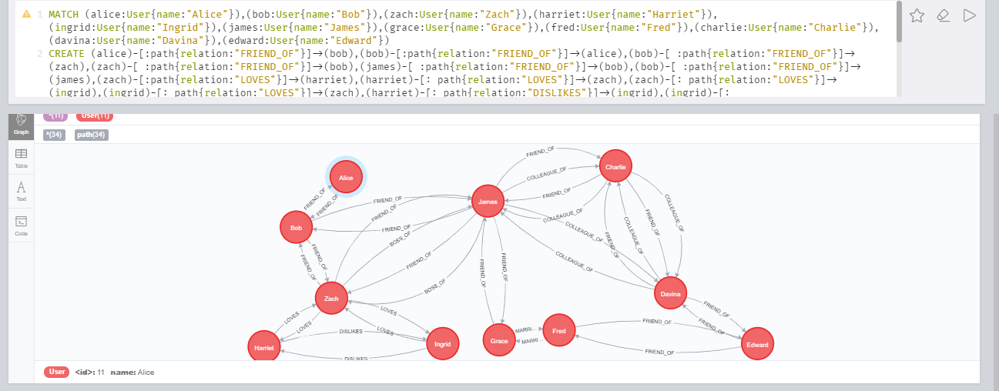 1 MATCH (alice:User{name:"Alice"}),(bob:User{name:"Bob"}),(zach:User{name:"Zach"}),(harriet:User{name:"Harriet"}),
(ingrid:User{name:"Ingrid"}),(james:User{name:"James"}),(grace:User{name:"Grace"}),(fred:User{name:"Fred"}),(charlie:User{name:"Charlie"}),
(davina:User{name:"Davina"}),(edward:User{name:"Edward"})
2 CREATE (alice)-[:path{relation:"FRIEND_OF"}]→(bob),(bob)-[:path{relation:"FRIEND_OF"}]→(alice),(bob)-[ :path{relation:"FRIEND_OF"}]→
(zach),(zach)-[ :path{relation:"FRIEND_OF"}]→(bob),(james)-[ :path{relation:"FRIEND_OF"}]→(bob),(bob)-[ :path{relation:"FRIEND_OF"}]→
(james),(zach)-[:path{relation:"LOVES"}]→(harriet),(harriet)-[: path{relation:"LOVES"}]→(zach),(zach)-[: path{relation:"LOVES"}]→
(ingrid),(ingrid)-[: path{relation:"LOVES"}]→(zach),(harriet)-[: path{relation:"DISLIKES"}]→(ingrid),(ingrid)-[:
*(11) User(11)
Graph
*(34) path(34)
Table
Text
Code
FRIEND_OF
Charlie
Alice
COLLEAGUE_OF
FRIEND_OF
FRIEND_OF
FRIEND_OF
FRIEND_OF
James
FRIEND_OF
COLLEAGUE_OF
COLLEAGUE_OF
FRIEND_OF
Bob
FRIEND_OF
BOSS_OF
COLLEAGUE_OF
FRIEND_OF
COLLEAGUE_OF
FRIEND_OF
FRIEND_OF
FRIEND_OF
COLLEAGUE_OF
FRIEND_OF
FRIEND_OF
FRIEND_OF
BOSS_OF
Zach
Davina
LOVES
LOVES
LOVES
LOVES
FRIEND_OF
FRIEND_OF
DISLIKES
MARRI...
MARRI...
Fred
FRIEND_OF
Harriet
Ingrid
Grace
Edward
FRIEND_OF
DISLIKES
User <id>: 11 name: Alice